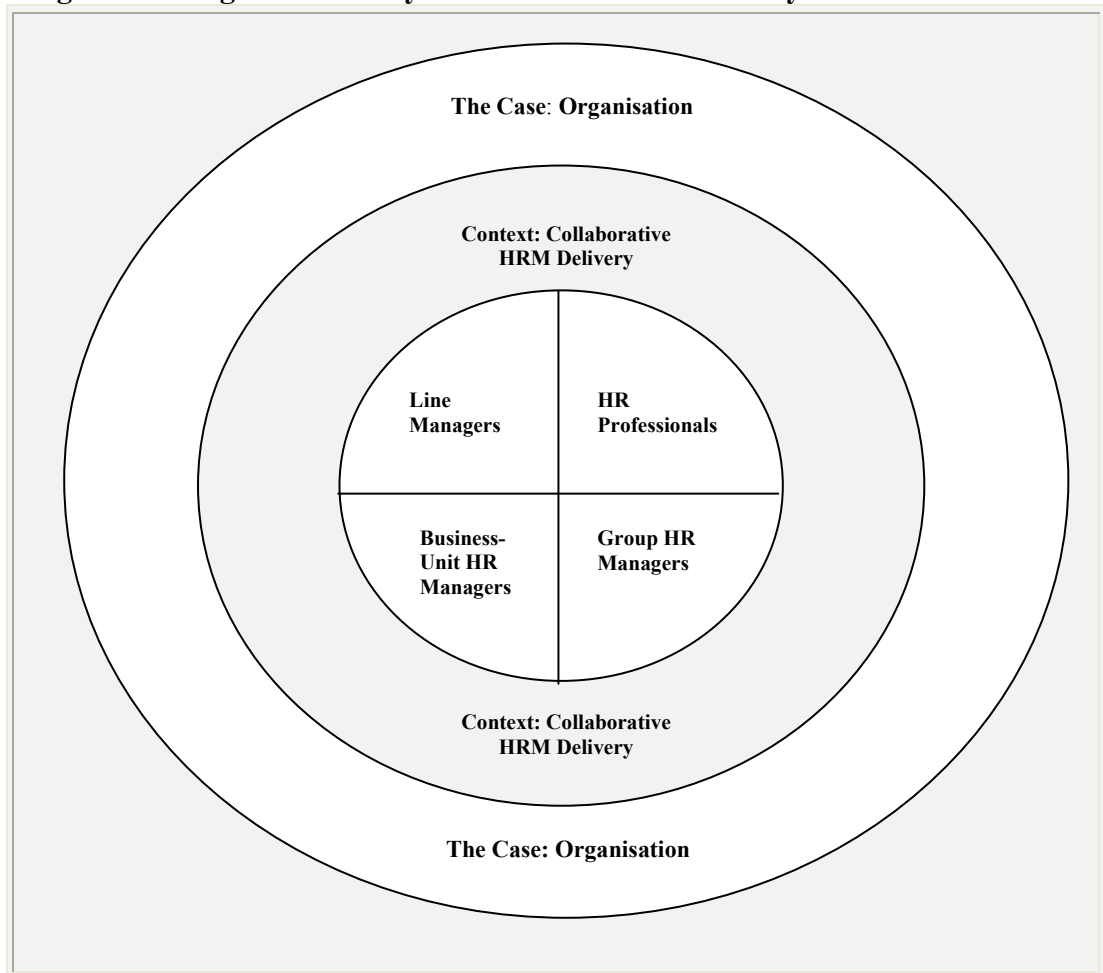 The Case: Organisation
Context: Collaborative
HRM Delivery
Line
Managers
HR
Professionals
Business-
Unit HR
Managers
Group HR
Managers
Context: Collaborative
HRM Delivery
The Case: Organisation